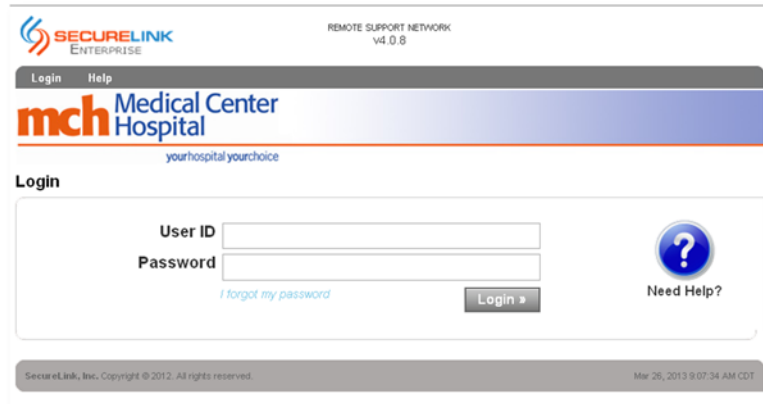 SECURELINK
ENTERPRISE
REMOTE SUPPORT NETWORK
v4.0.8
Login Help
mch Medical Center
Hospital
yourhospital yourchoice
Login
User ID
Password
I forgot my password
Login »
?
Need Help?
SecureLink, Inc. Copyright © 2012. All rights reserved.
Mar 26, 2013 9:07:34 AM CDT